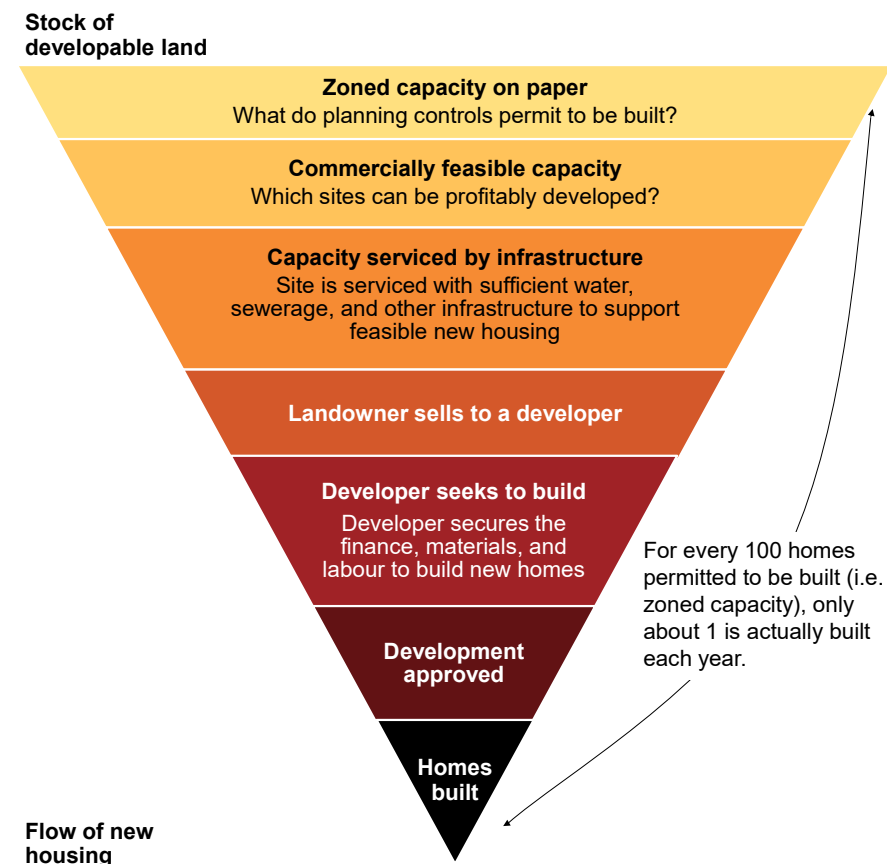 Stock of
developable land
Zoned capacity on paper
What do planning controls permit to be built?
Commercially feasible capacity
Which sites can be profitably developed?
Capacity serviced by infrastructure
Site is serviced with sufficient water,
sewerage, and other infrastructure to support
feasible new housing
Landowner sells to a developer
Developer seeks to build
Developer secures the
finance, materials, and
labour to build new homes
For every 100 homes
permitted to be built (i.e.
zoned capacity), only
about 1 is actually built
each year.
Development
approved
Homes
built
Flow of new
housing